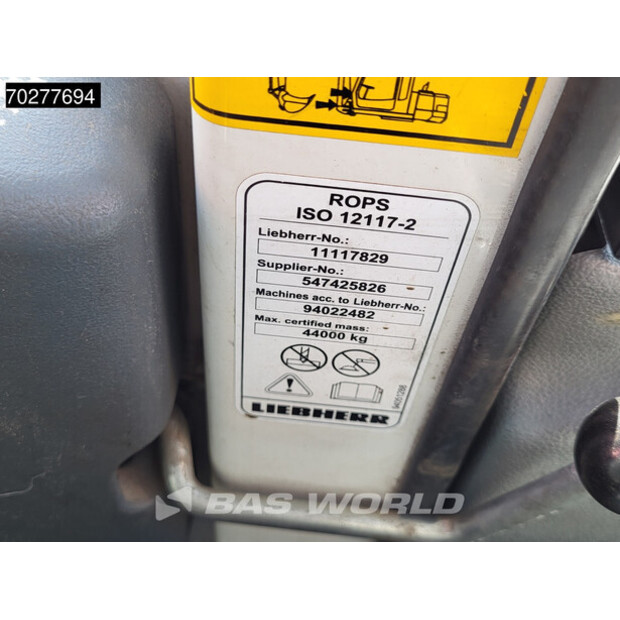 70277694
ROPS
ISO 12117-2
Liebherr-No.:
11117829
Supplier-No.:
547425826
Machines acc. to Liebherr-No.:
94022482
Max. certified mass:
44000 kg
LIEBHERR
BAS WORLD